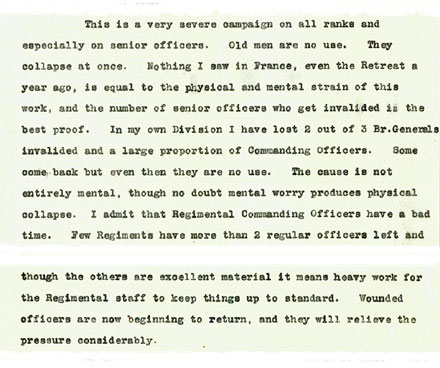 This is a very severe campaign on all ranks and
especially on senior officers. Old men are no use. They
collapse at once. Nothing I saw in France, even the Retreat a
year ago, is equal to the physical and mental strain of this
work, and the number of senior officers who get invalided is the
best proof. In my own Division I have lost 2 out of 3 Br.Generals
invalided and a large proportion of Commanding Officers. Some
come back but even then they are no use. The cause is not
entirely mental, though no doubt mental worry produces physical
collapse. I admit that Regimental Commanding Officers have a bad
time. Few Regiments have more than 2 regular officers left and
though the others are excellent material it means heavy work for
the Regimental staff to keep things up to standard. Wounded
officers are now beginning to return, and they will relieve the
pressure considerably.